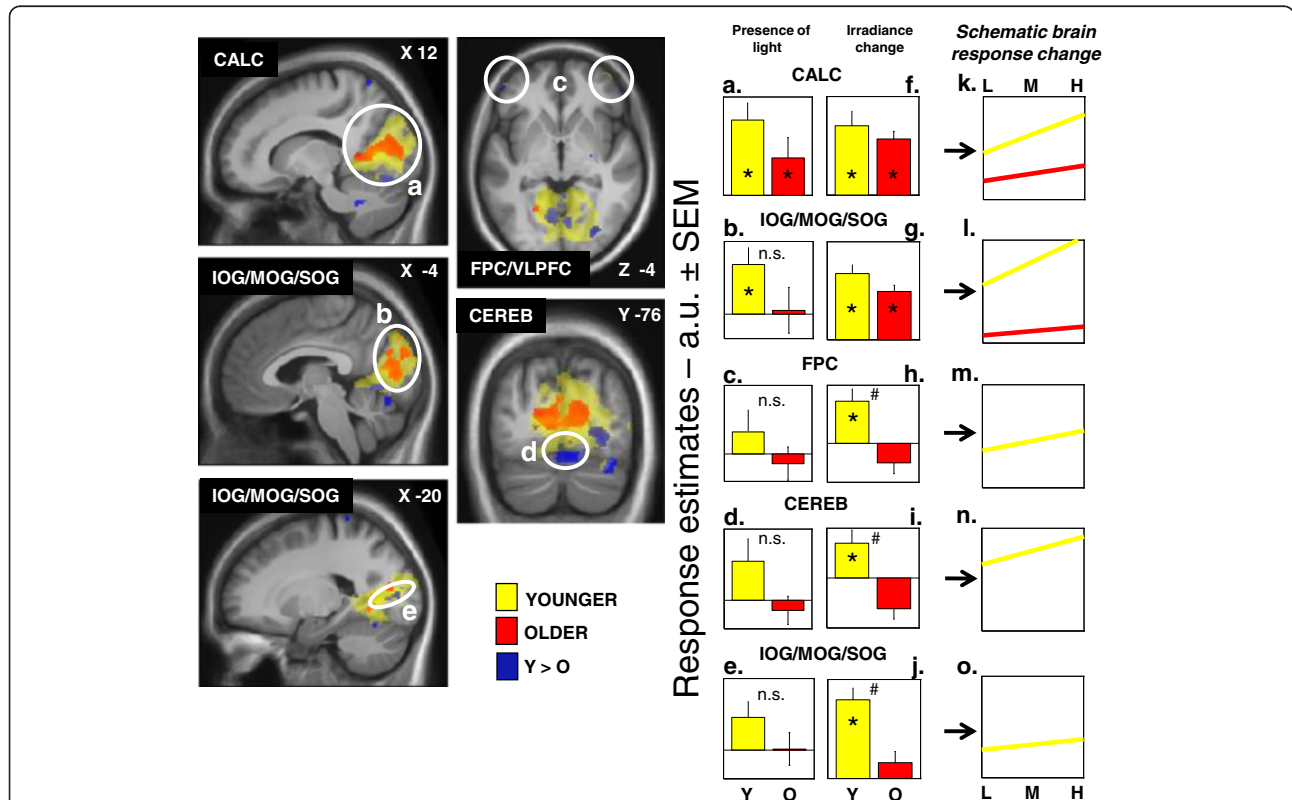 CALC
X 12
a
IOG/MOG/SOG
X -4
b
IOG/MOG/SOG
X -20
e
c
FPC/VLPFC
Z -4
CEREB
Y -76
d
YOUNGER
OLDER
Y > O
Response estimates – a.u. ± SEM
Presence of
light
Irradiance
change
Schematic brain
response change
CALC
a.
f.
k.
L M H
* * * *
IOG/MOG/SOG
b.
g.
l.
n.s.
* * *
FPC
c.
h.
m.
n.s.
#
*
CEREB
d.
i.
n.
n.s.
#
*
IOG/MOG/SOG
e.
j.
o.
n.s.
#
*
Y O Y O
L M H